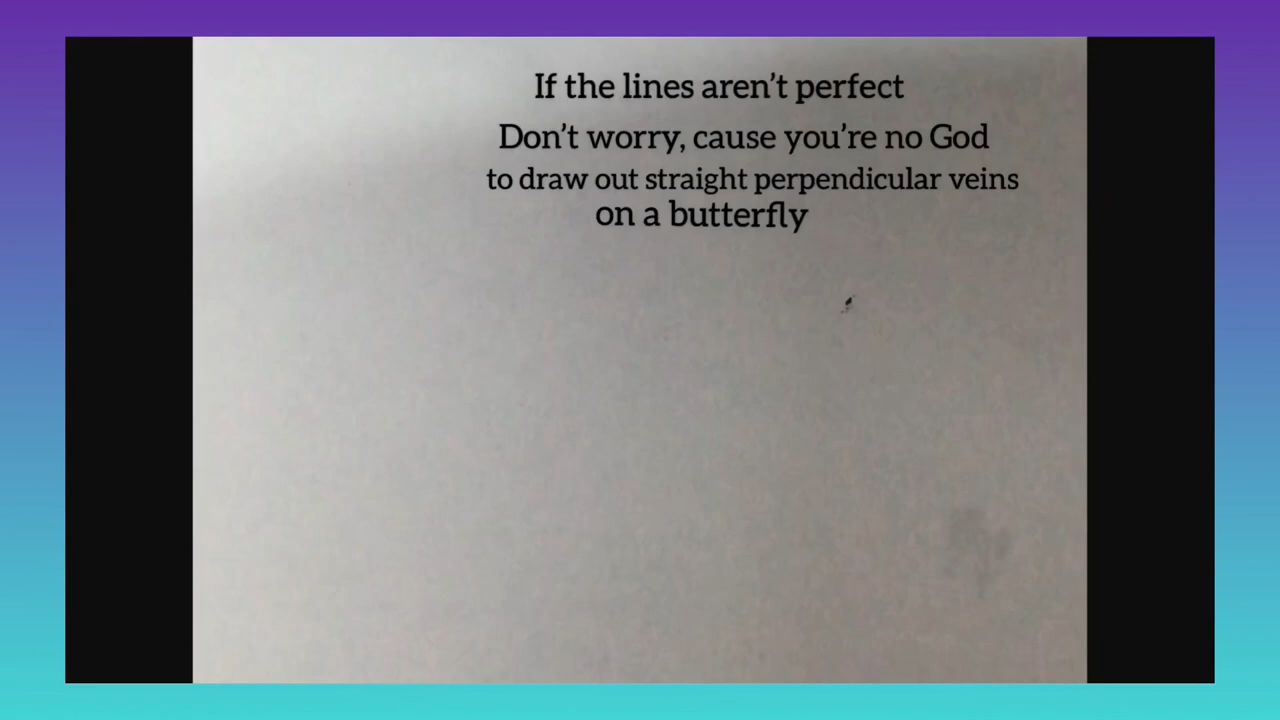 If the lines aren't perfect
Don't worry, cause you're no God
to draw out straight perpendicular veins
on a butterfly